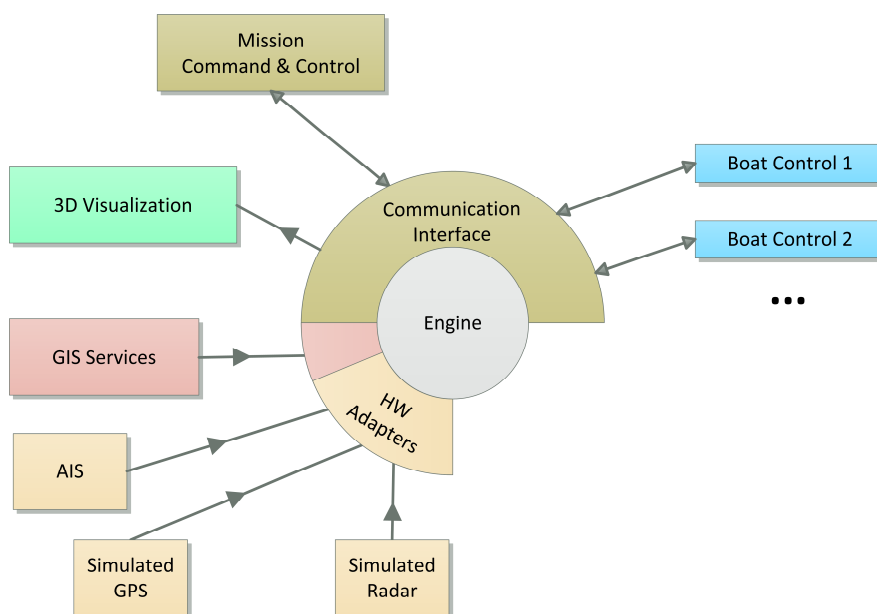 Mission
Command & Control
3D Visualization
Communication
Interface
Boat Control 1
Boat Control 2
...
Engine
GIS Services
HW
Adapters
AIS
Simulated
GPS
Simulated
Radar